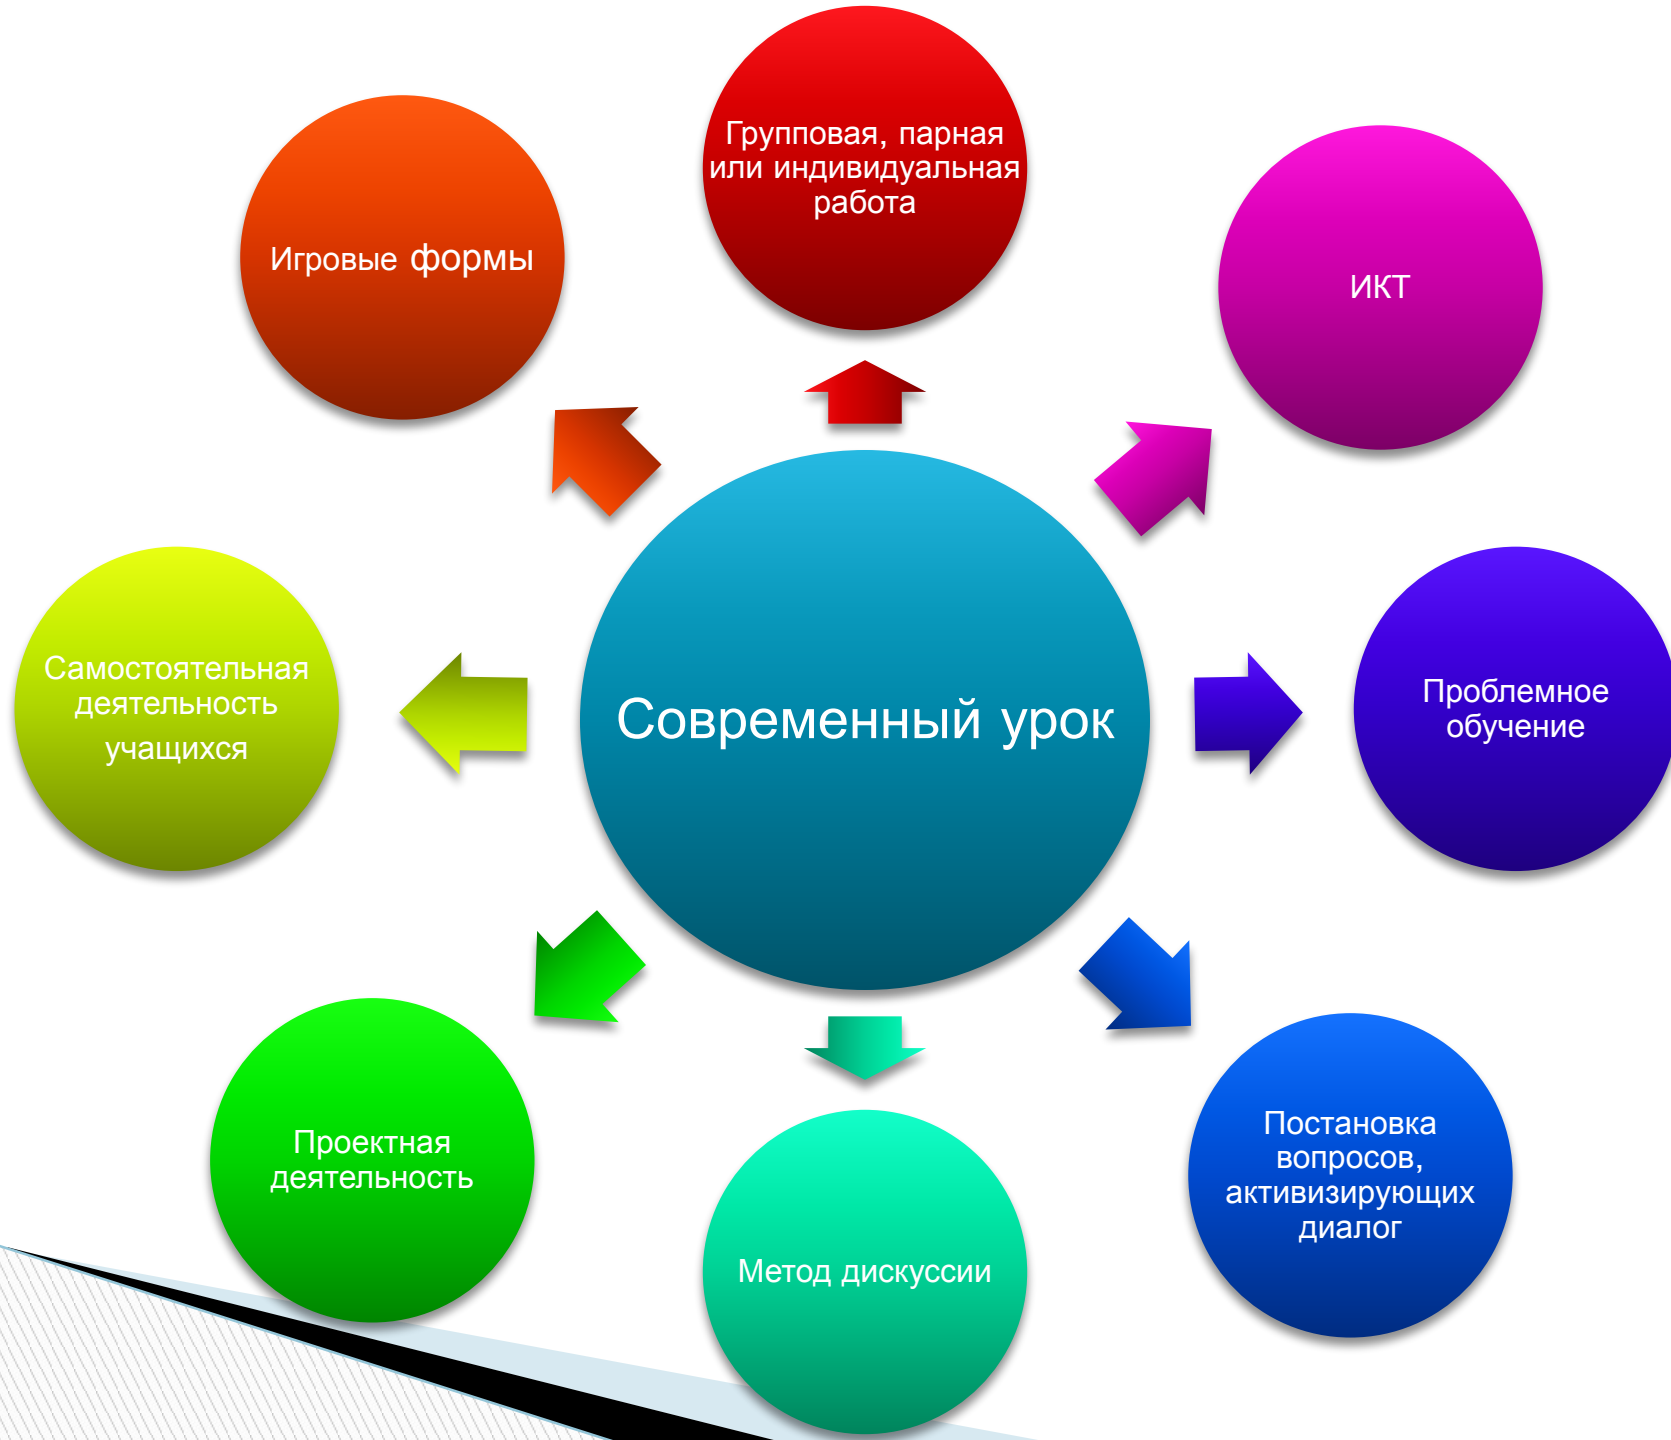 Групповая, парная
или индивидуальная
работа
ИКТ
Проблемное
обучение
Постановка
вопросов,
активизирующих
диалог
Метод дискуссии
Проектная
деятельность
Самостоятельная
деятельность
учащихся
Игровые формы
Современный урок